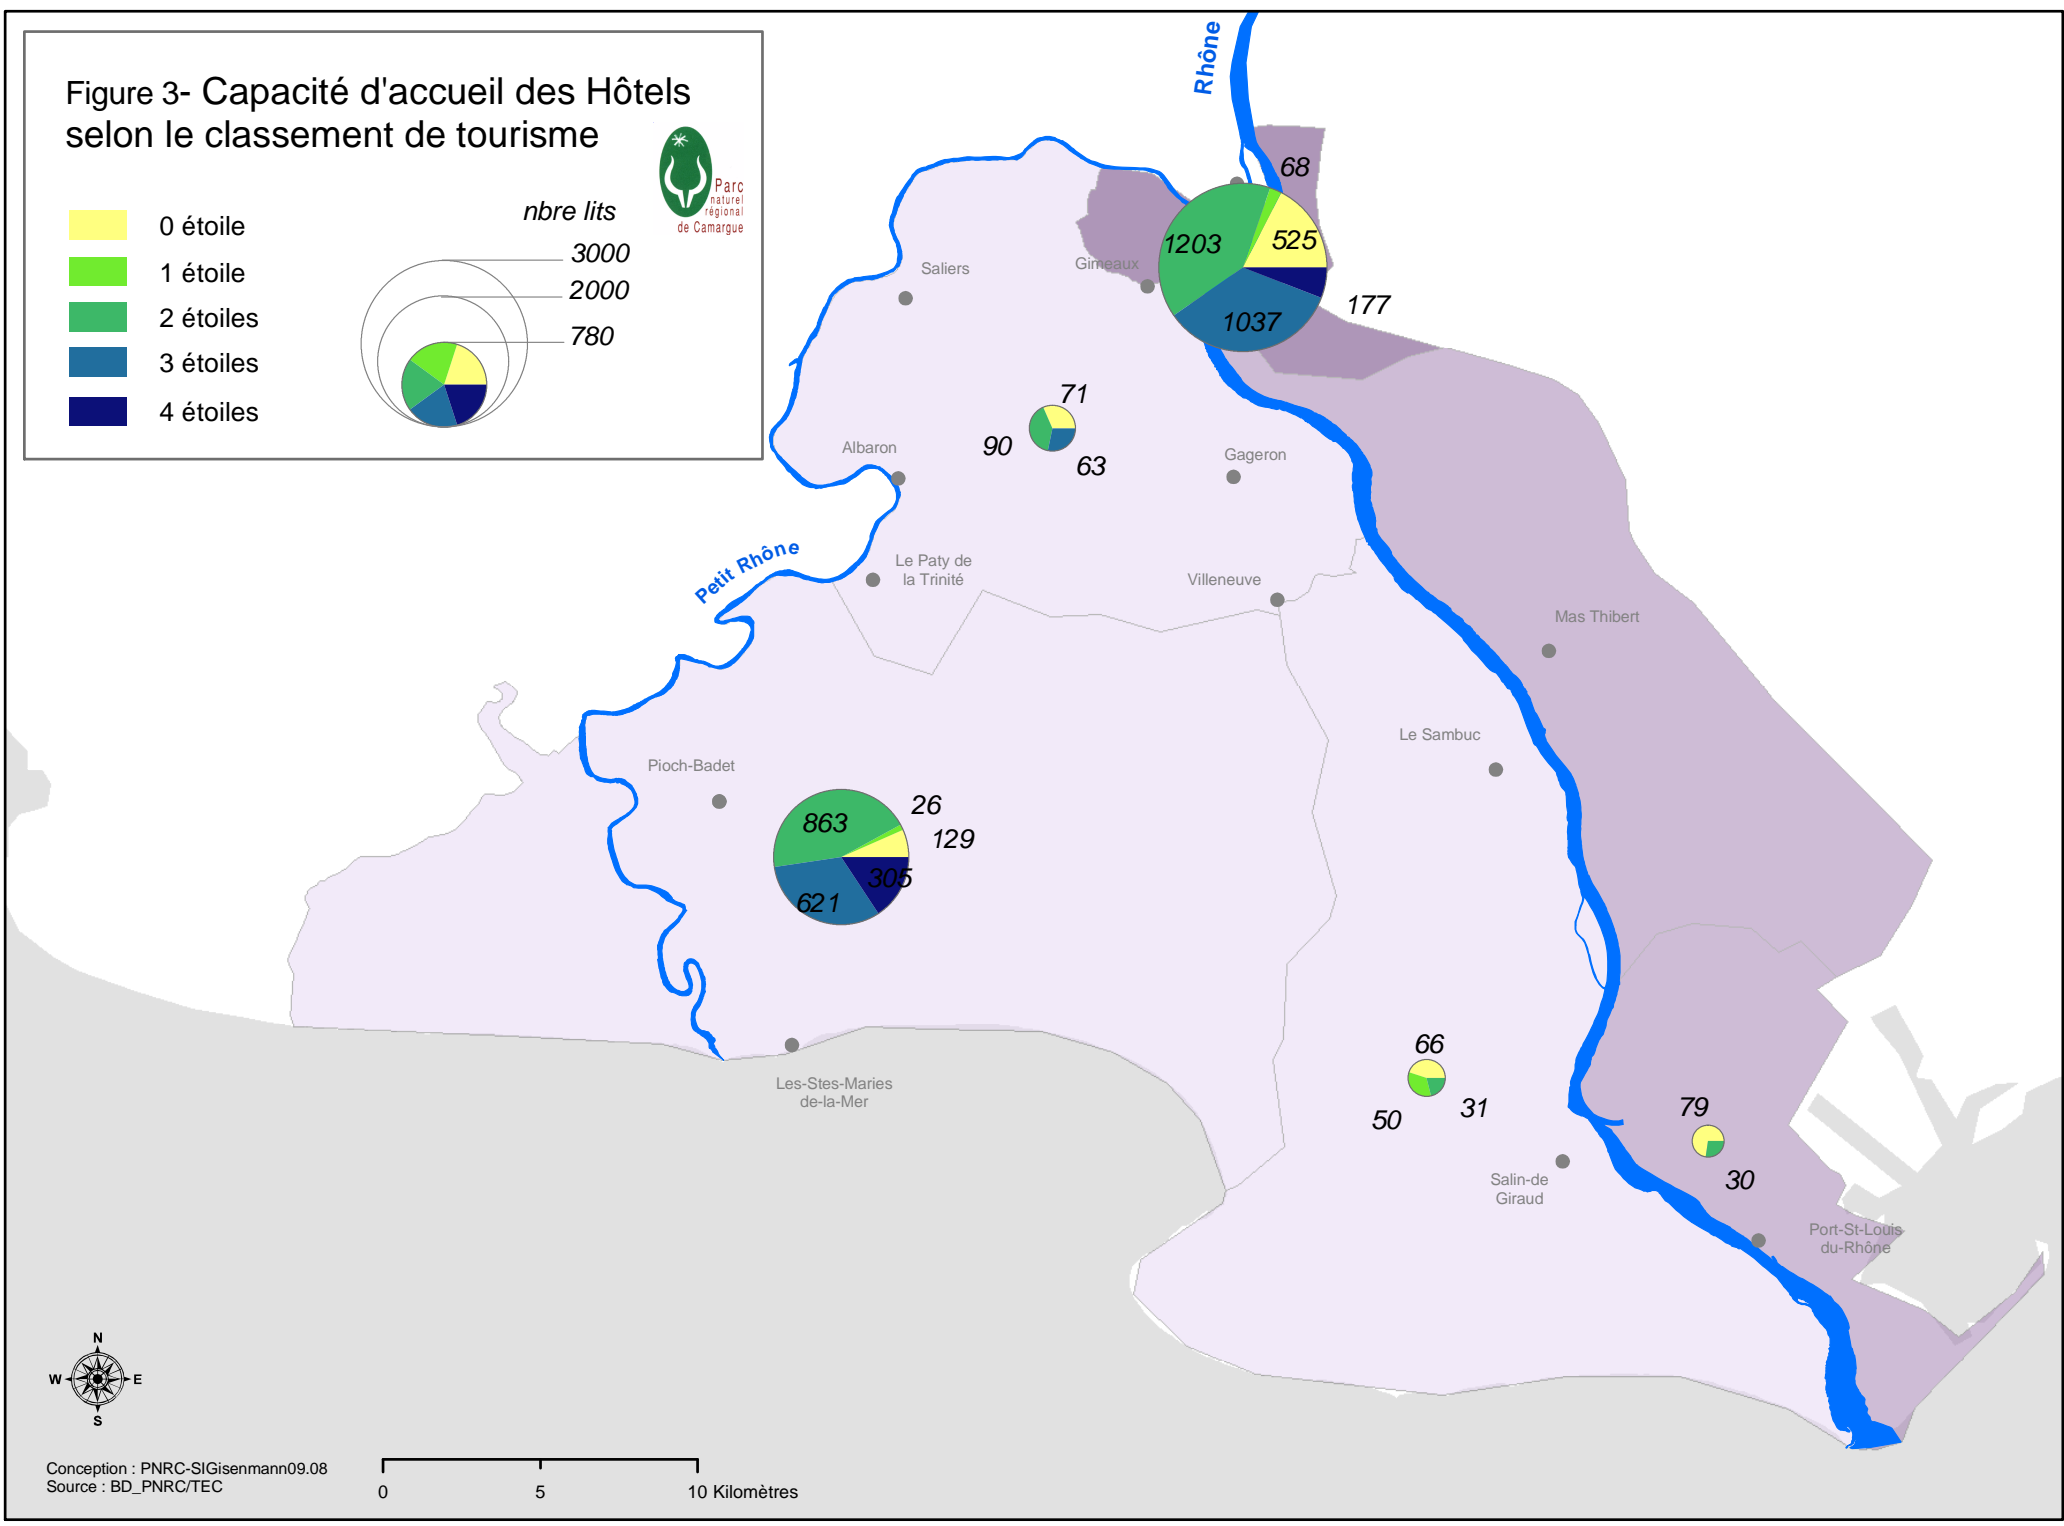 Figure 3- Capacité d'accueil des Hôtels
selon le classement de tourisme
Parc
naturel
régional
de Camargue
0 étoile
1 étoile
2 étoiles
3 étoiles
4 étoiles
nbre lits
3000
2000
780
Rhône
68
1203
525
1037
177
Gimeaux
Saliers
71
90
63
Albaron
Gageron
Petit Rhône
Le Paty de
la Trinité
Villeneuve
Mas Thibert
Le Sambuc
Pioch-Badet
863
26
129
305
621
Les-Stes-Maries
de-la-Mer
66
50
31
79
30
Salin-de
Giraud
Port-St-Louis
du-Rhône
N
W
E
S
Conception : PNRC-SIGisenmann09.08
Source : BD_PNRC/TEC
0
5
10 Kilomètres